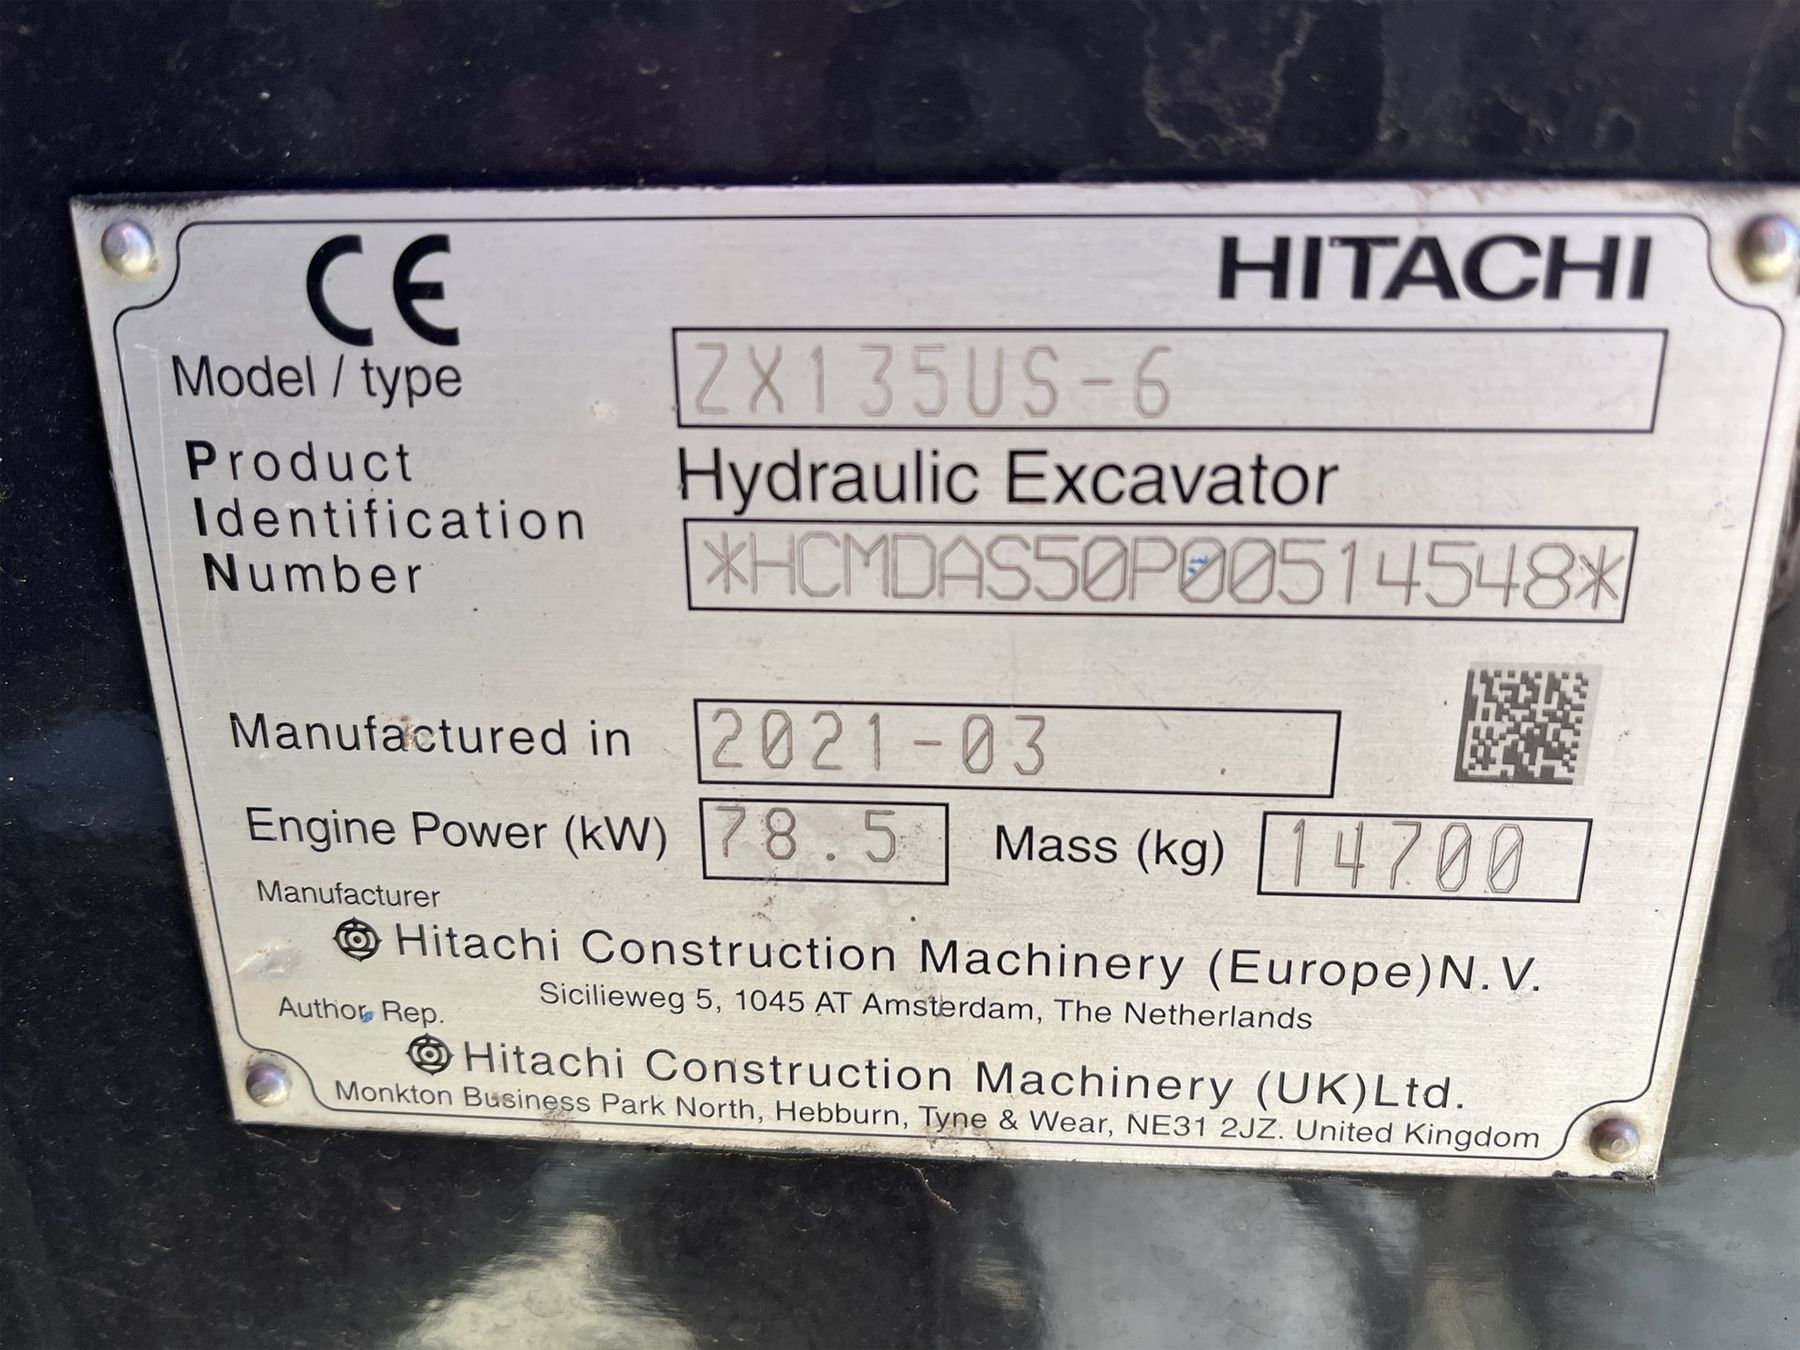 CE HITACHI
Model / type ZX135US-6
Product Hydraulic Excavator
Identification
Number *HCMDAS50P00514548*
Manufactured in 2021-03
Engine Power (kW) 78.5 Mass (kg) 14700
Manufacturer
Hitachi Construction Machinery (Europe)N.V.
Sicilieweg 5, 1045 AT Amsterdam, The Netherlands
Author. Rep.
Hitachi Construction Machinery (UK)Ltd.
Monkton Business Park North, Hebburn, Tyne & Wear, NE31 2JZ. United Kingdom